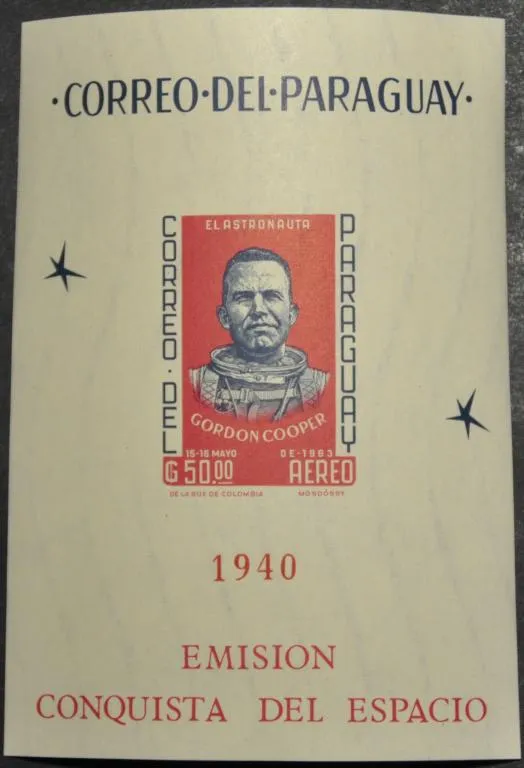 ·CORREO·DEL·PARAGUAY·
EL ASTRONAUTA
CORREO·DEL
PARAGUAY
GORDON COOPER
15-16 MAYO DE-1963
₲ 50.00 AEREO
DE LA RUE DE COLOMBIA MOSDÓSSY
1940
EMISION
CONQUISTA DEL ESPACIO